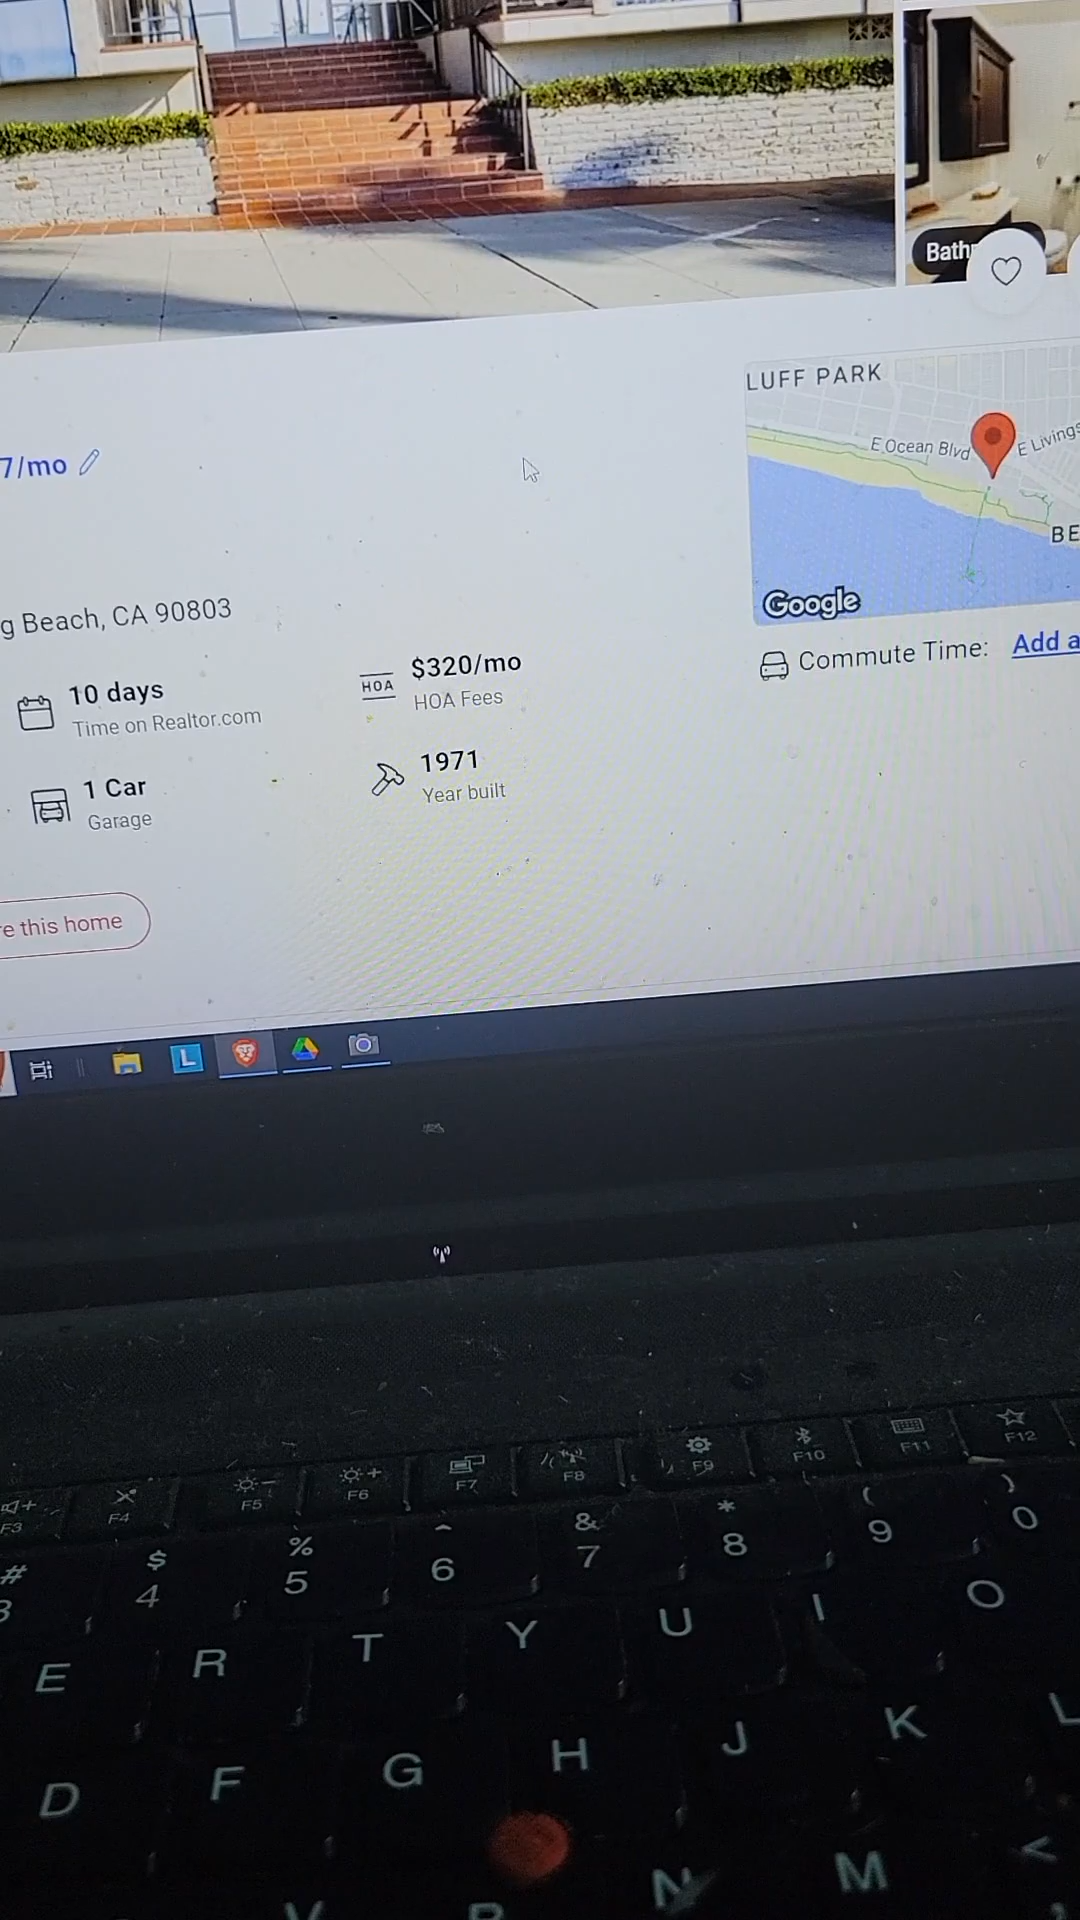 Bath
LUFF PARK
E Ocean Blvd
E Livings
BE
Google
7/mo
g Beach, CA 90803
Commute Time: Add a
10 days
Time on Realtor.com
HOA
$320/mo
HOA Fees
1 Car
Garage
1971
Year built
re this home
L
F3 F4 F5 F6 F7 F8 F9 F10 F11 F12
# $ % ^ & * ( )
3 4 5 6 7 8 9 0
E R T Y U I O
D F G H J K L
V B N M <